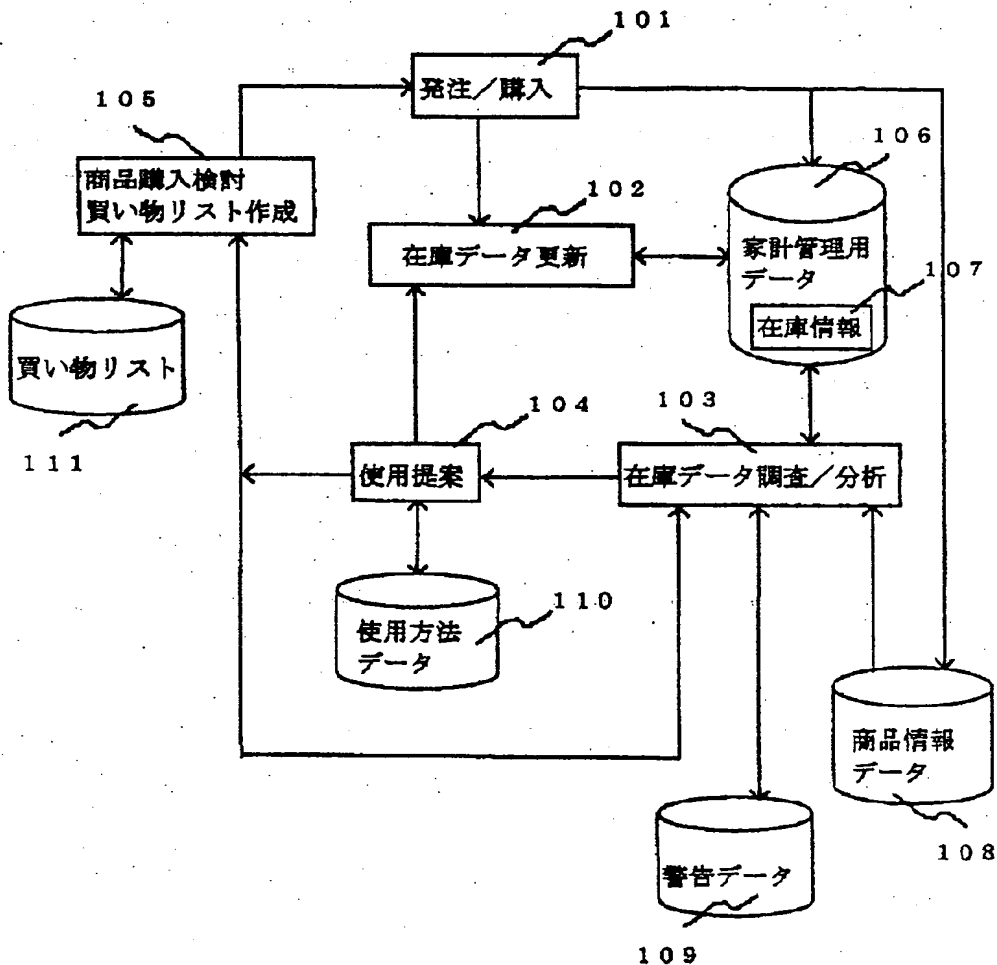 １０１
発注／購入
１０５
商品購入検討
買い物リスト作成
１０６
１０２
在庫データ更新
家計管理用
データ
１０７
在庫情報
買い物リスト
１１１
１０４
使用提案
１０３
在庫データ調査／分析
１１０
使用方法
データ
商品情報
データ
１０８
警告データ
１０９